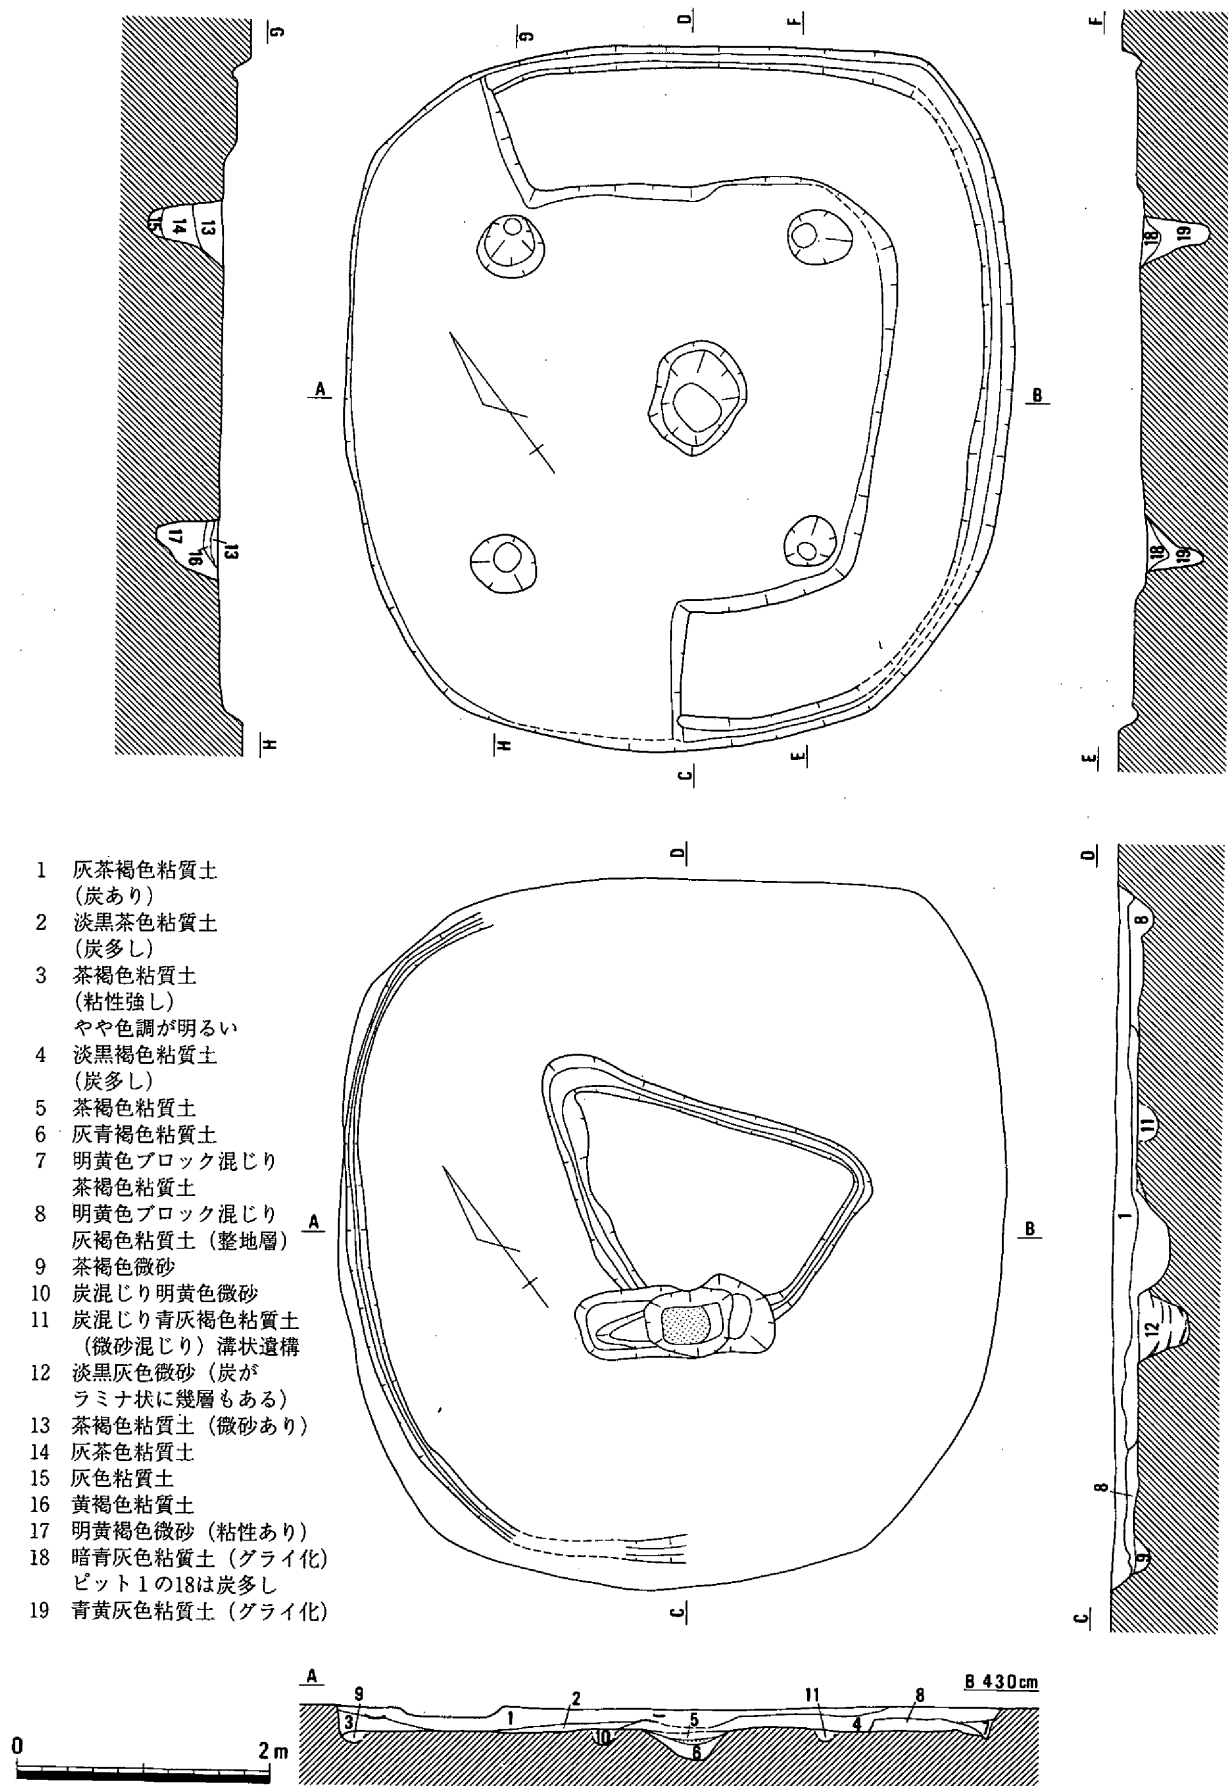 G
G
D
F
F
15 14 13
18 19
A
B
17 16 13
18 19
H
H
C
E
E
D
D
1 灰茶褐色粘質土
(炭あり)
2 淡黒茶色粘質土
(炭多し)
3 茶褐色粘質土
(粘性強し)
やや色調が明るい
4 淡黒褐色粘質土
(炭多し)
5 茶褐色粘質土
6 灰青褐色粘質土
7 明黄色ブロック混じり
茶褐色粘質土
8 明黄色ブロック混じり
灰褐色粘質土(整地層)
9 茶褐色微砂
10 炭混じり明黄色微砂
11 炭混じり青灰褐色粘質土
(微砂混じり)溝状遺構
12 淡黒灰色微砂(炭が
ラミナ状に幾層もある)
13 茶褐色粘質土(微砂あり)
14 灰茶色粘質土
15 灰色粘質土
16 黄褐色粘質土
17 明黄褐色微砂(粘性あり)
18 暗青灰色粘質土(グライ化)
ピット1の18は炭多し
19 青黄灰色粘質土(グライ化)
A
B
8
11
1
12
8
9
C
C
A
B 430cm
9 2 11 8
3 1 5 4
10 6 7
0 2m